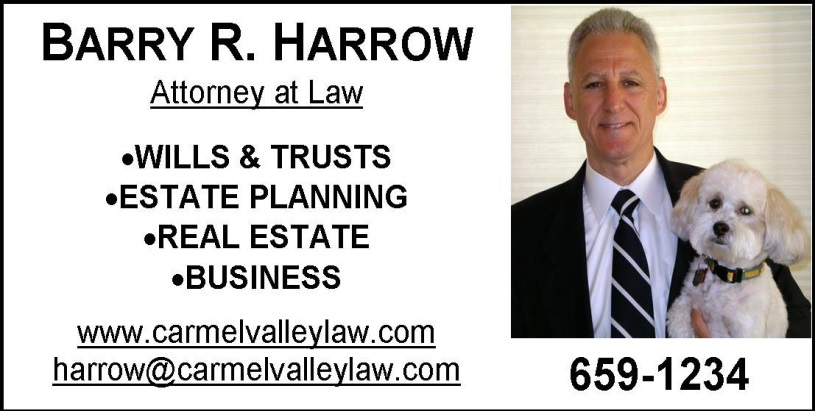 BARRY R. HARROW
Attorney at Law
•WILLS & TRUSTS
•ESTATE PLANNING
•REAL ESTATE
•BUSINESS
www.carmelvalleylaw.com
harrow@carmelvalleylaw.com
659-1234